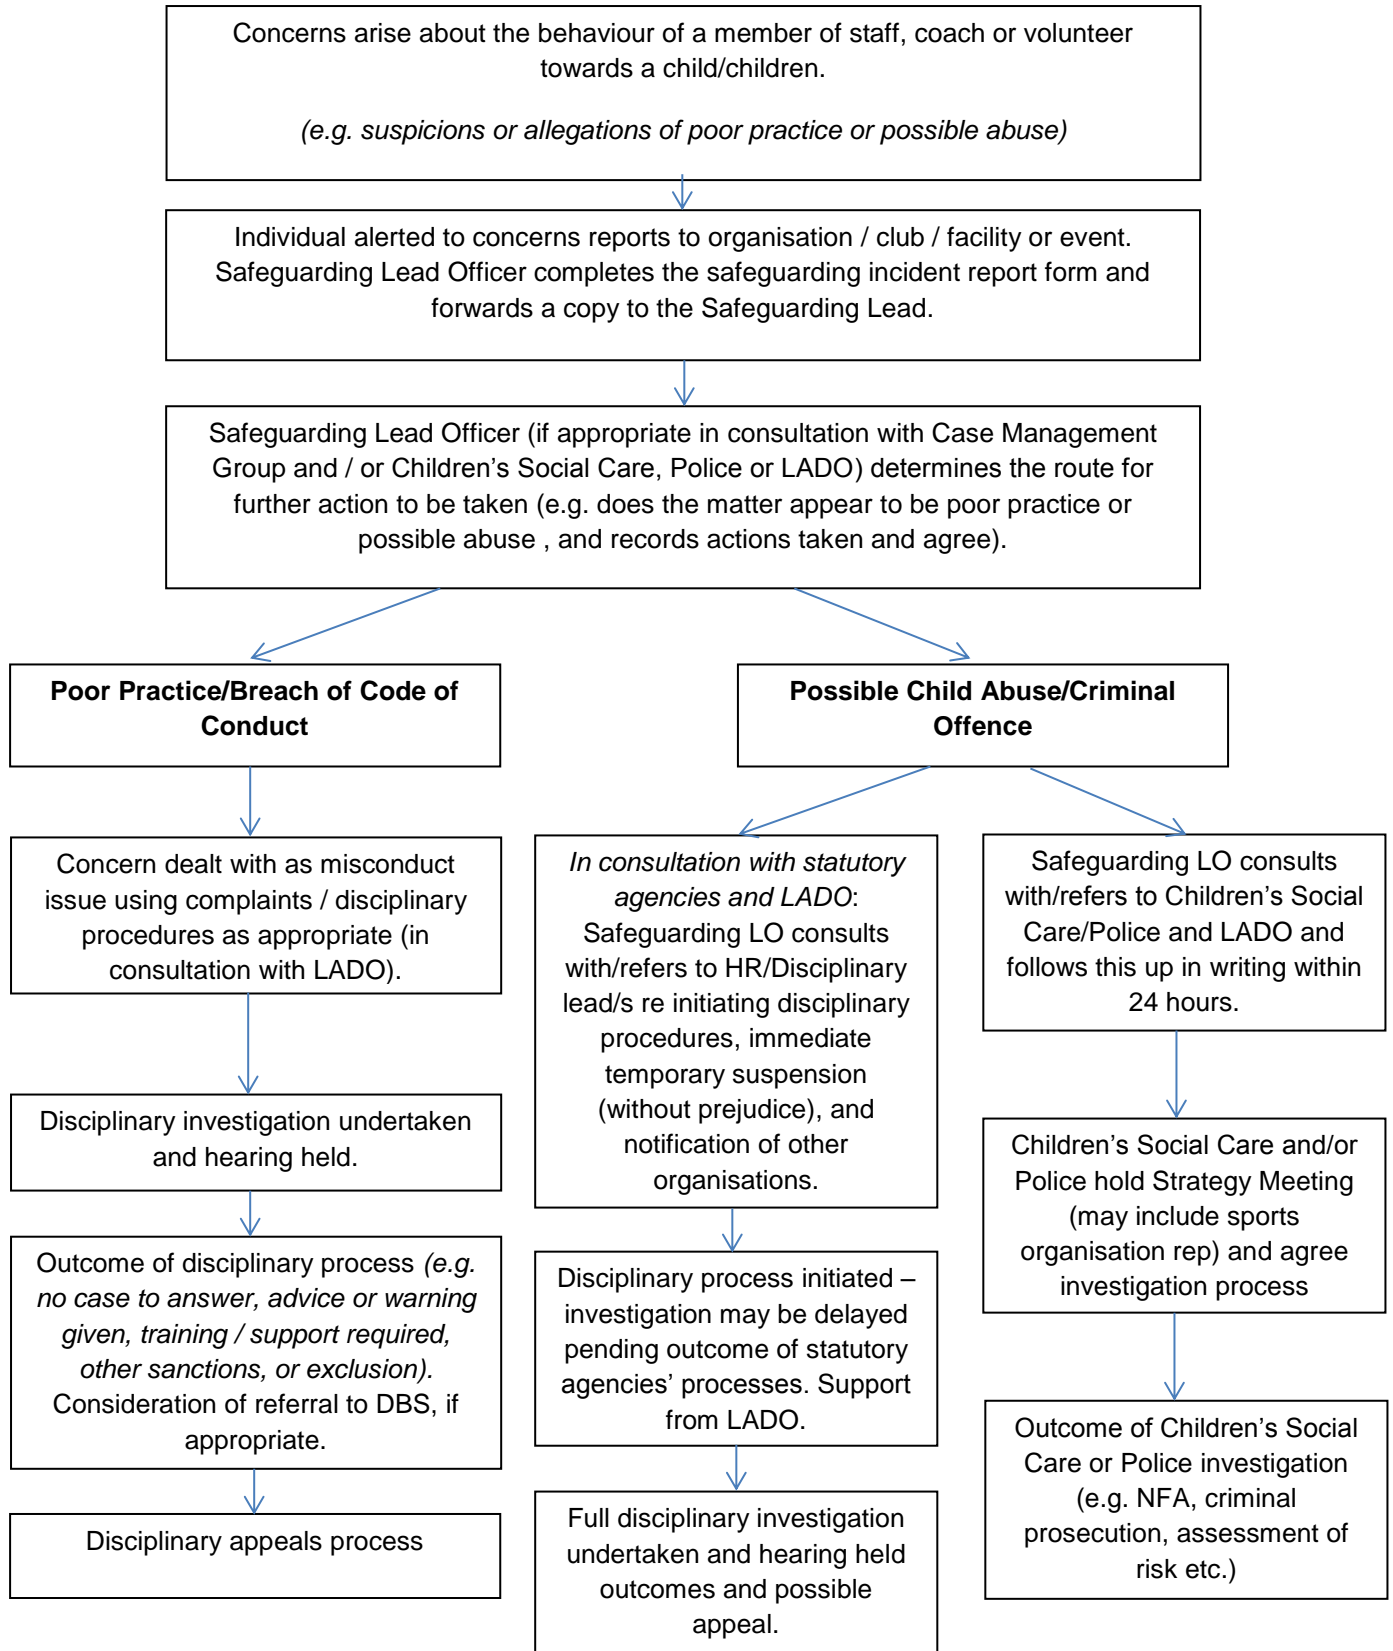 Concerns arise about the behaviour of a member of staff, coach or volunteer
towards a child/children.
(e.g. suspicions or allegations of poor practice or possible abuse)
Individual alerted to concerns reports to organisation / club / facility or event.
Safeguarding Lead Officer completes the safeguarding incident report form and
forwards a copy to the Safeguarding Lead.
Safeguarding Lead Officer (if appropriate in consultation with Case Management
Group and / or Children’s Social Care, Police or LADO) determines the route for
further action to be taken (e.g. does the matter appear to be poor practice or
possible abuse , and records actions taken and agree).
Poor Practice/Breach of Code of
Conduct
Concern dealt with as misconduct
issue using complaints / disciplinary
procedures as appropriate (in
consultation with LADO).
Disciplinary investigation undertaken
and hearing held.
Outcome of disciplinary process (e.g.
no case to answer, advice or warning
given, training / support required,
other sanctions, or exclusion).
Consideration of referral to DBS, if
appropriate.
Disciplinary appeals process
Possible Child Abuse/Criminal
Offence
In consultation with statutory
agencies and LADO:
Safeguarding LO consults
with/refers to HR/Disciplinary
lead/s re initiating disciplinary
procedures, immediate
temporary suspension
(without prejudice), and
notification of other
organisations.
Disciplinary process initiated –
investigation may be delayed
pending outcome of statutory
agencies’ processes. Support
from LADO.
Full disciplinary investigation
undertaken and hearing held
outcomes and possible
appeal.
Safeguarding LO consults
with/refers to Children’s Social
Care/Police and LADO and
follows this up in writing within
24 hours.
Children’s Social Care and/or
Police hold Strategy Meeting
(may include sports
organisation rep) and agree
investigation process
Outcome of Children’s Social
Care or Police investigation
(e.g. NFA, criminal
prosecution, assessment of
risk etc.)